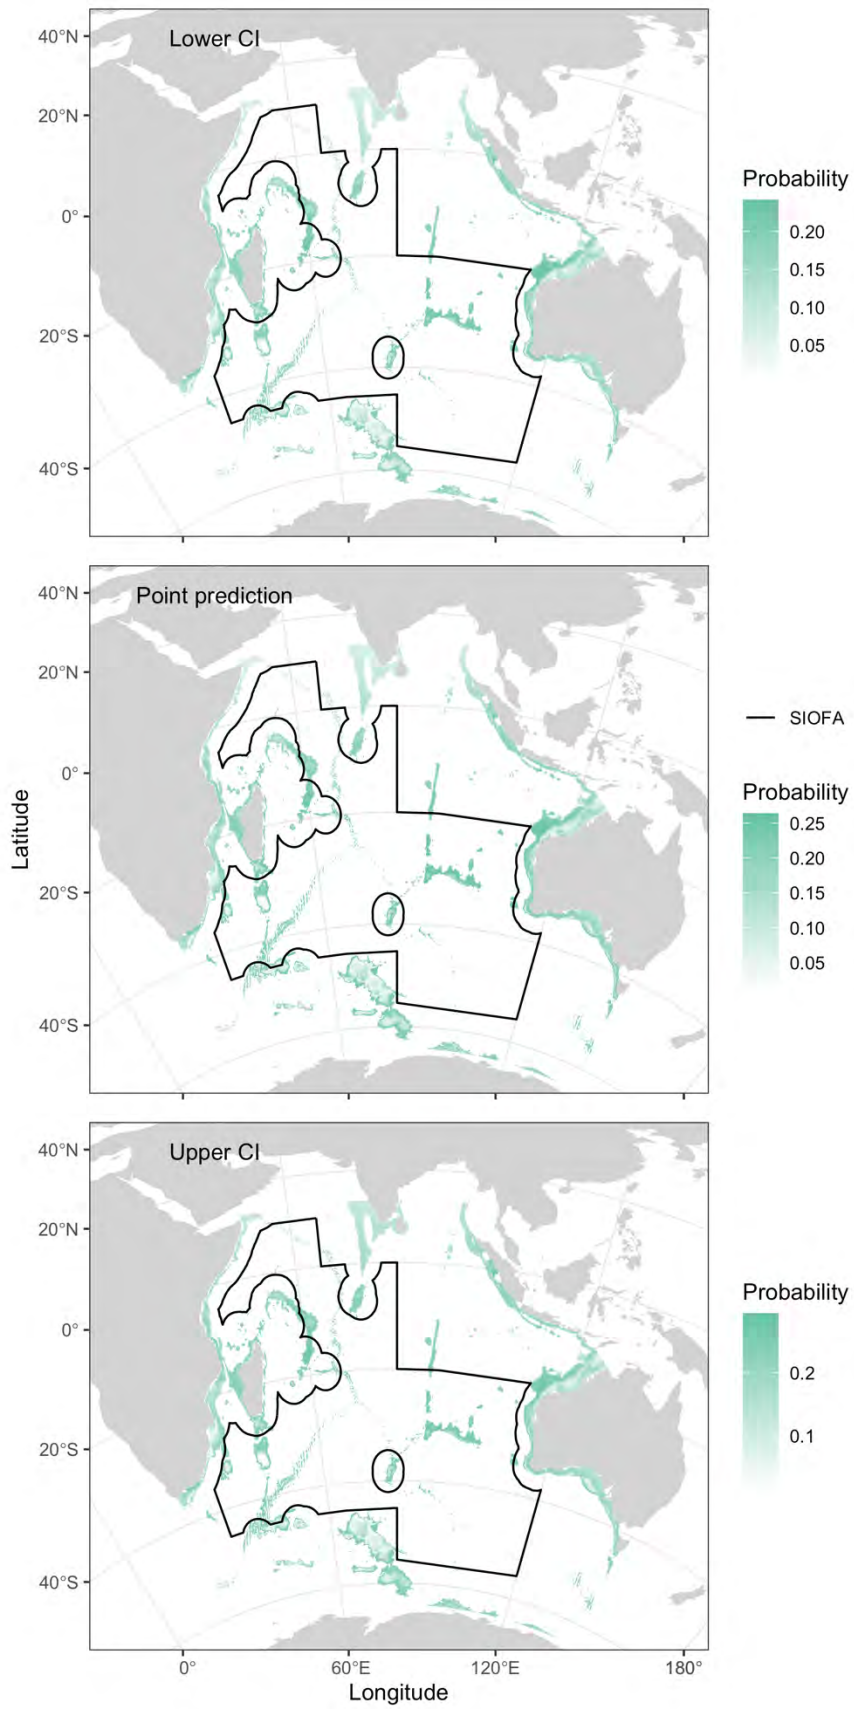 Lower CI
40°N
20°N
0°
20°S
40°S
Probability
0.20
0.15
0.10
0.05
Point prediction
40°N
20°N
0°
20°S
40°S
Latitude
SIOFA
Probability
0.25
0.20
0.15
0.10
0.05
Upper CI
40°N
20°N
0°
20°S
40°S
Probability
0.2
0.1
0°
60°E
120°E
180°
Longitude